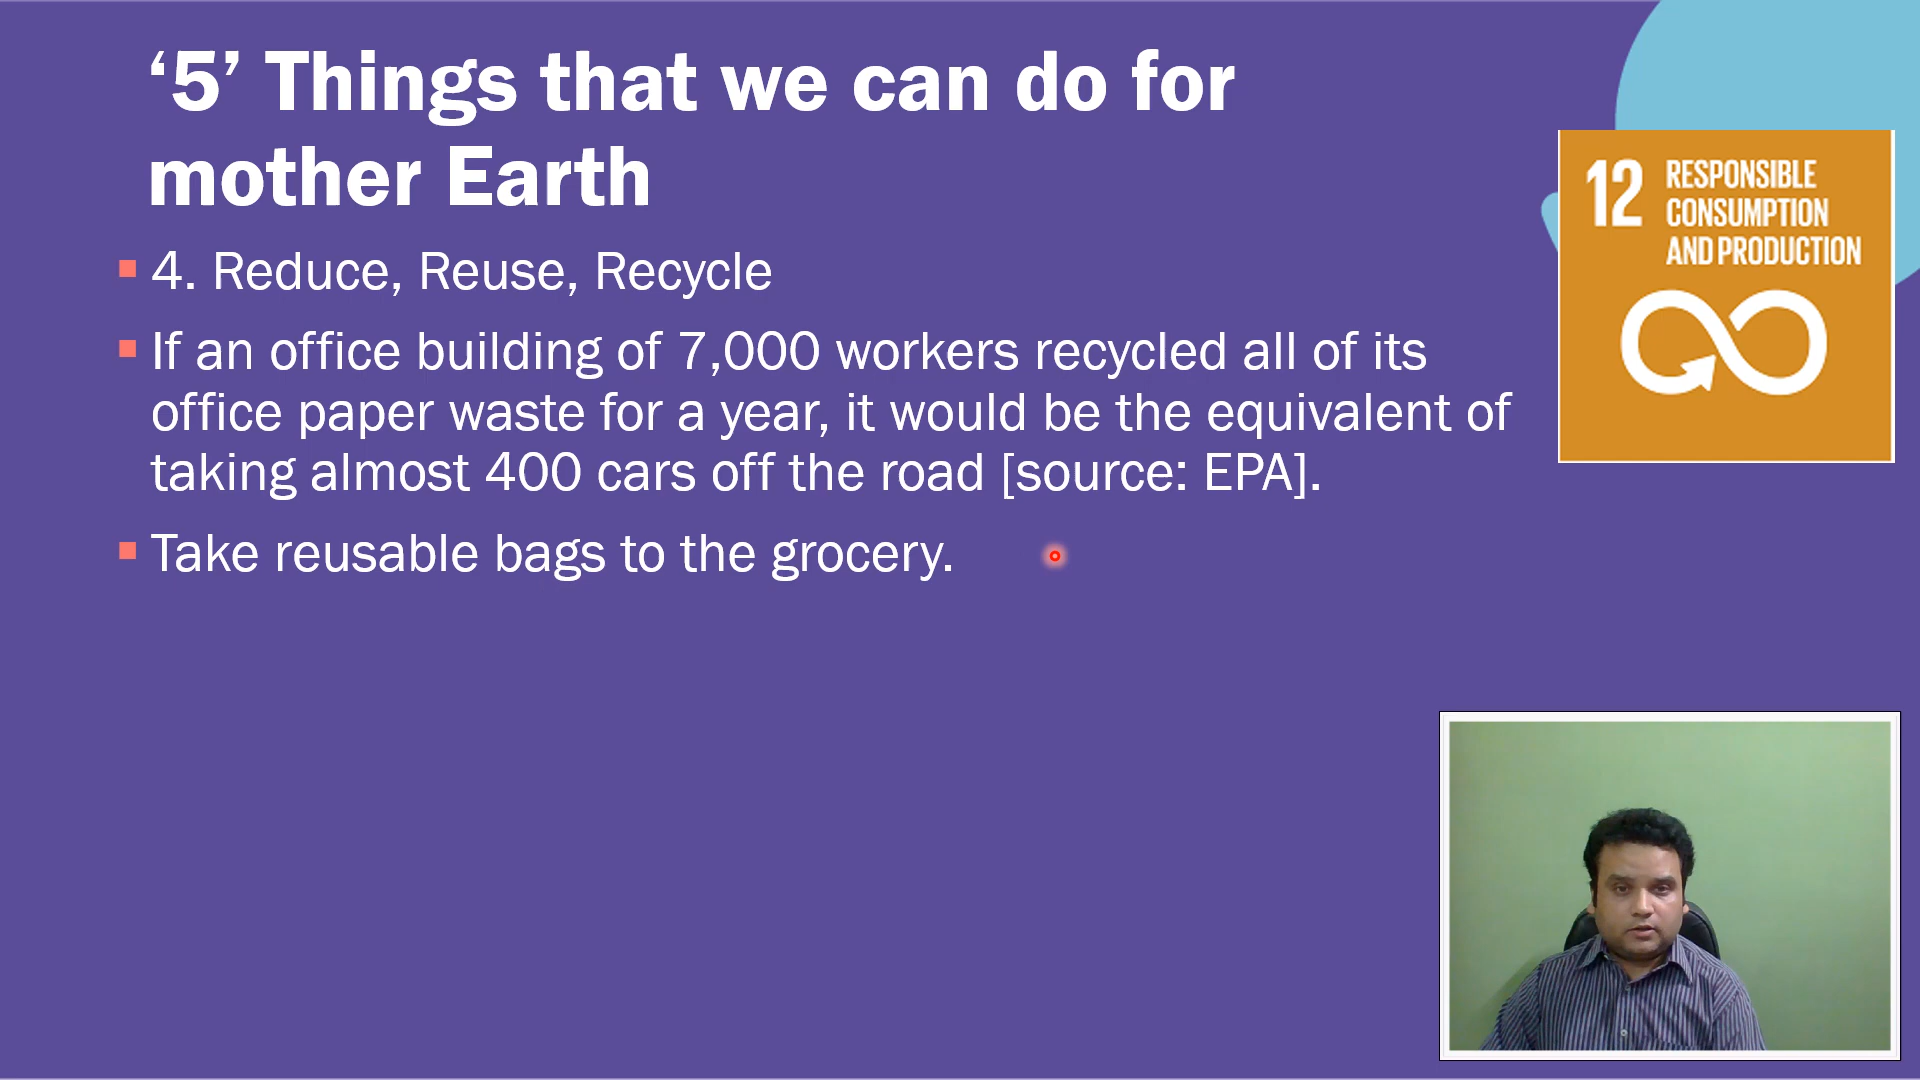 ‘5’ Things that we can do for
mother Earth
4. Reduce, Reuse, Recycle
If an office building of 7,000 workers recycled all of its
office paper waste for a year, it would be the equivalent of
taking almost 400 cars off the road [source: EPA].
Take reusable bags to the grocery.
12 RESPONSIBLE
CONSUMPTION
AND PRODUCTION